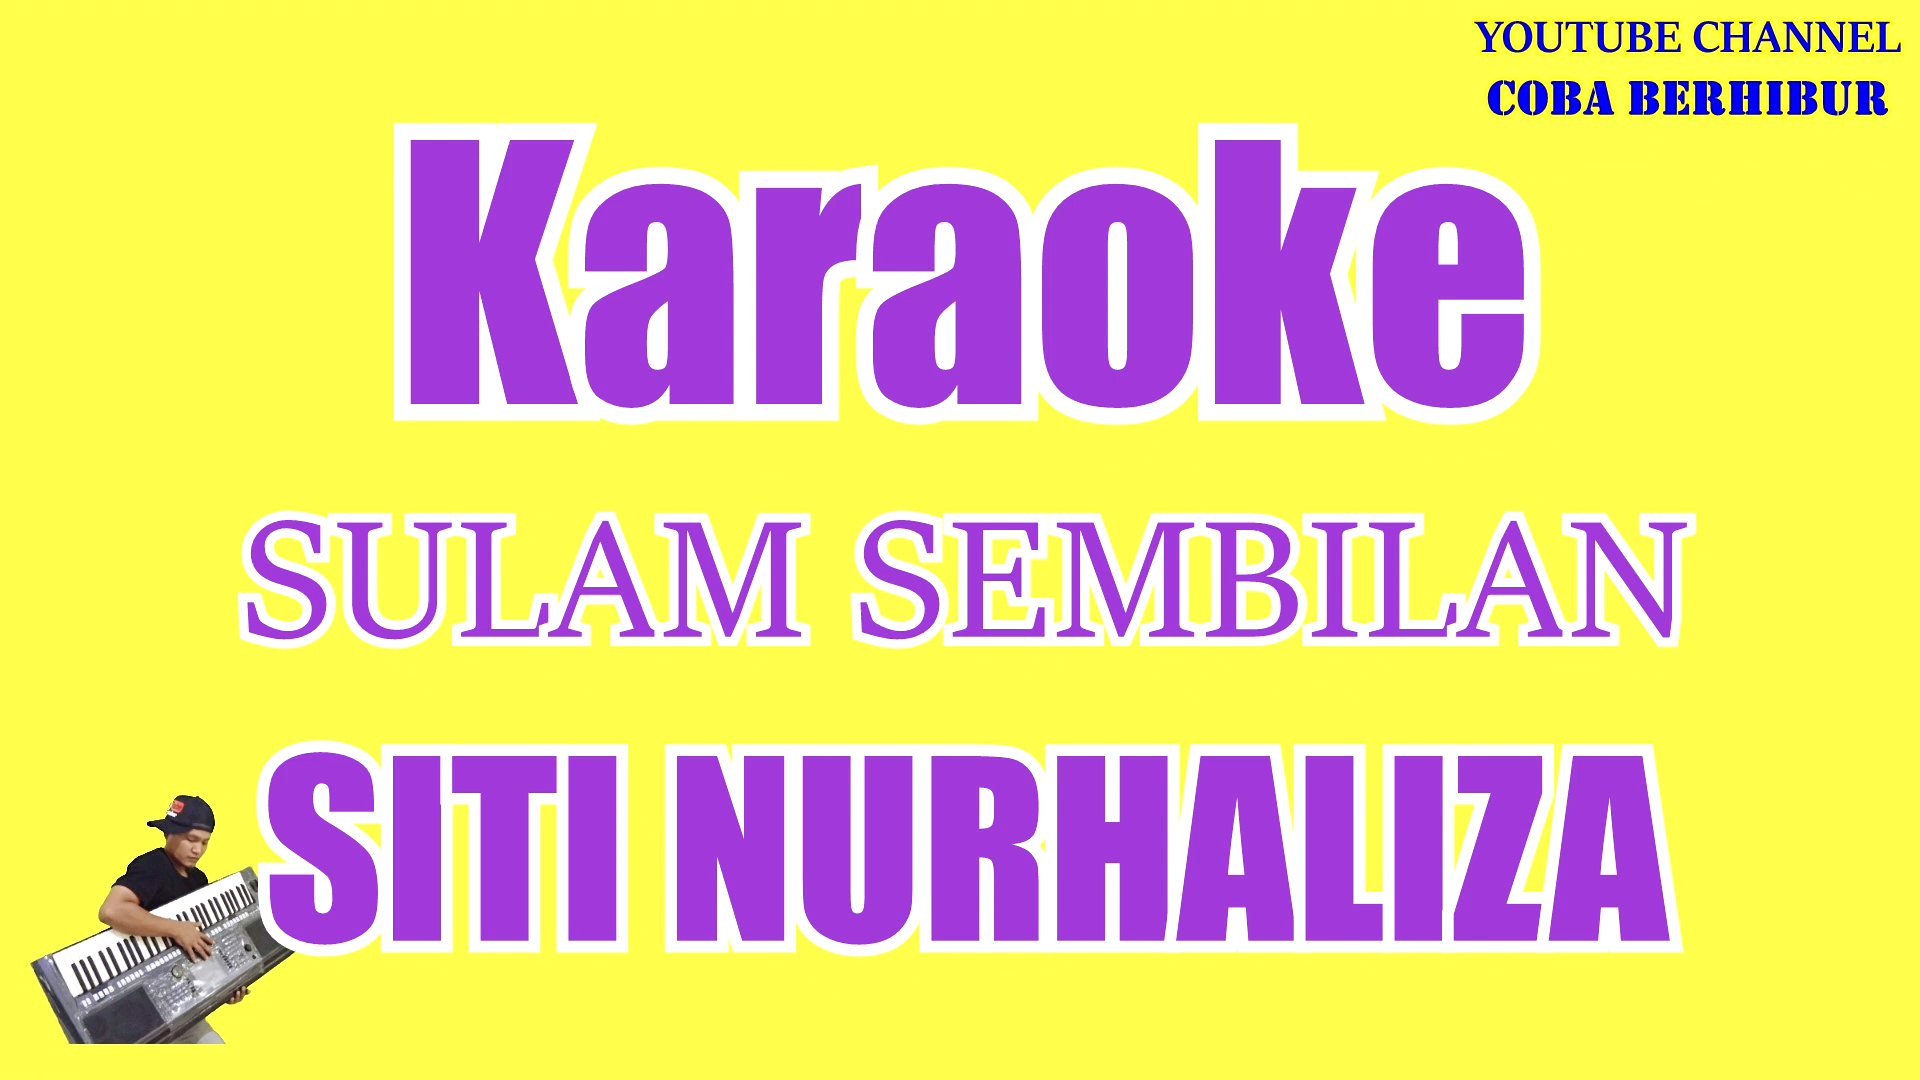 YOUTUBE CHANNEL
COBA BERHIBUR
Karaoke
SULAM SEMBILAN
SITI NURHALIZA